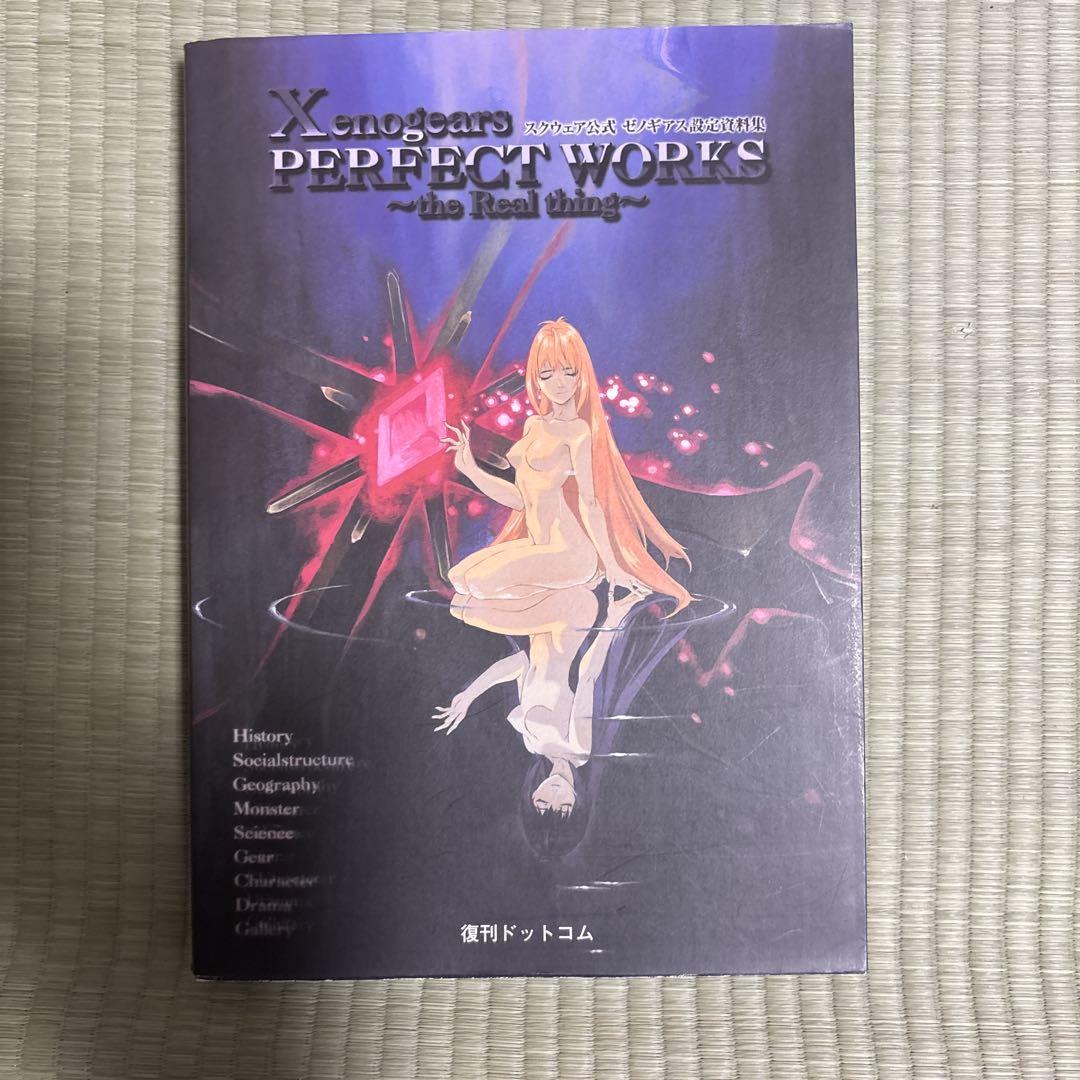 Xenogears
スクウェア公式 ゼノギアス設定資料集
PERFECT WORKS
～the Real thing～
History
Socialstructure
Geography
Monster
Science
Gear
Character
Drama
Gallery
復刊ドットコム